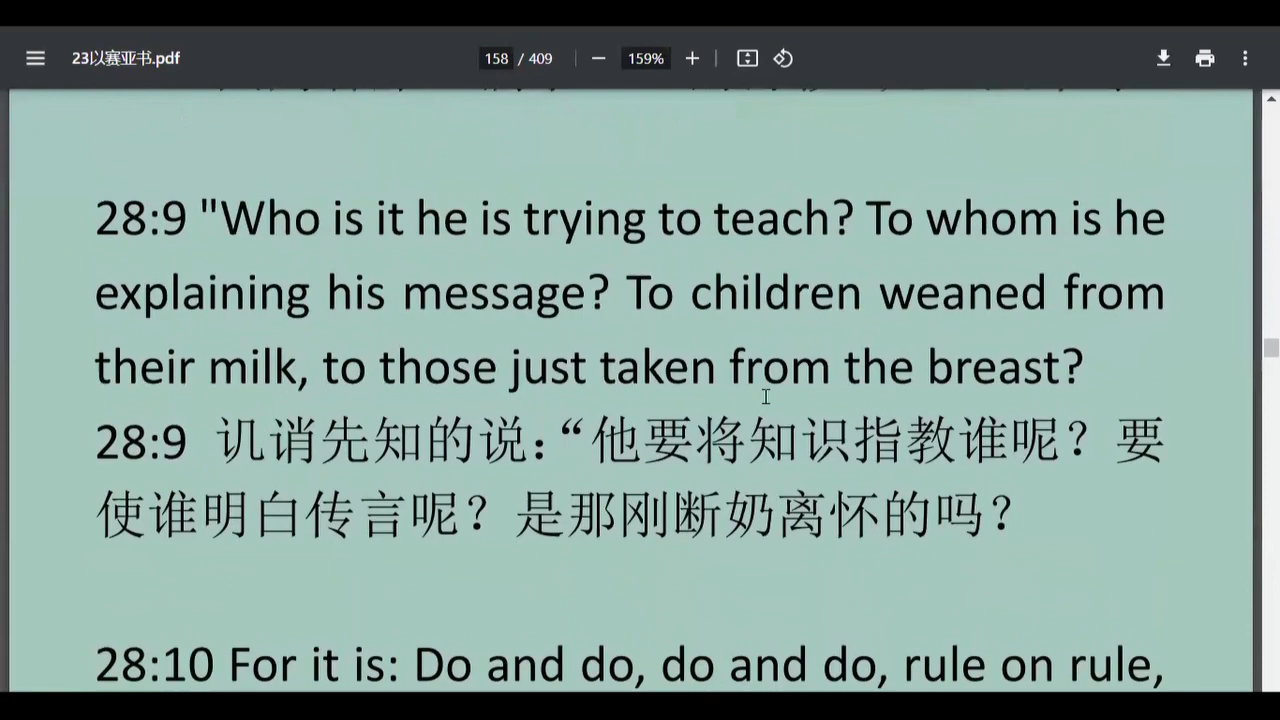 23以赛亚书.pdf
158 / 409
159%
28:9 "Who is it he is trying to teach? To whom is he
explaining his message? To children weaned from
their milk, to those just taken from the breast?
28:9 讥诮先知的说：“他要将知识指教谁呢？要
使谁明白传言呢？是那刚断奶离怀的吗？
28:10 For it is: Do and do, do and do, rule on rule,